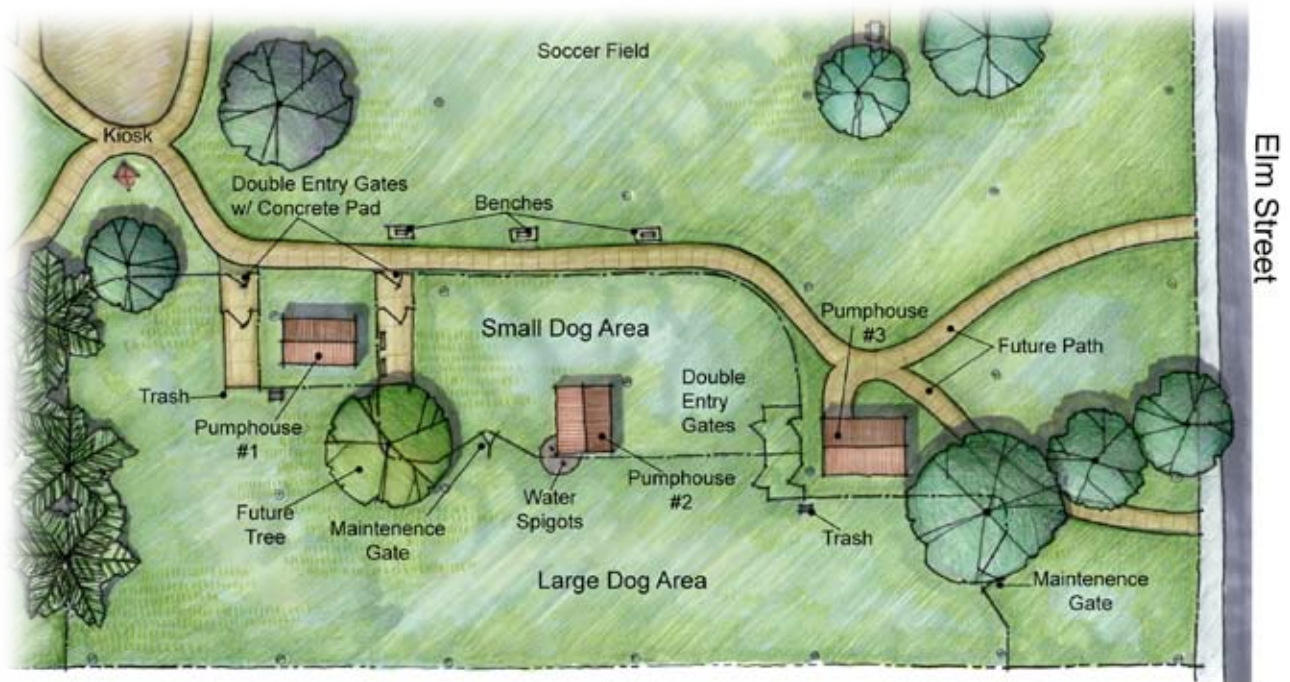 Soccer Field
Kiosk
Elm Street
Double Entry Gates
w/ Concrete Pad
Benches
Small Dog Area
Pumphouse
#3
Future Path
Double
Entry
Gates
Trash
Pumphouse
#1
Pumphouse
#2
Water
Spigots
Future
Tree
Maintenence
Gate
Trash
Large Dog Area
Maintenence
Gate